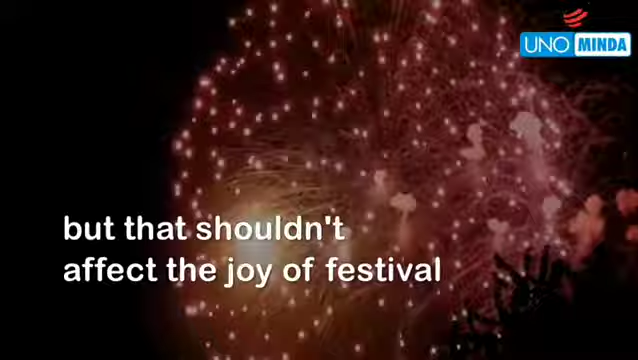 UNO MINDA
but that shouldn't
affect the joy of festival